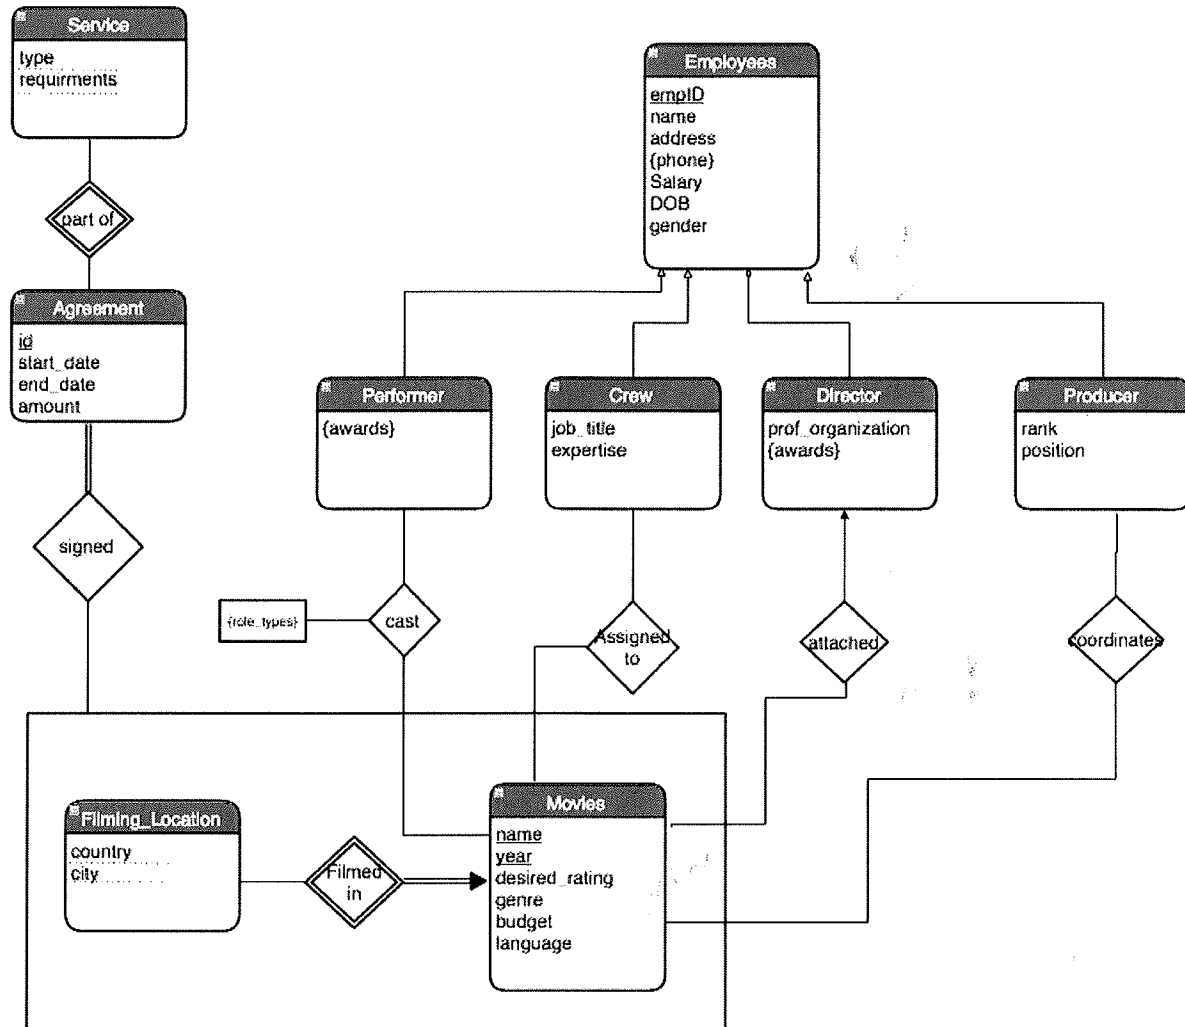 Service
type
requirments
part of
Agreement
id
start_date
end_date
amount
signed
Employees
empID
name
address
{phone}
Salary
DOB
gender
Performer
{awards}
Crew
job_title
expertise
Director
prof_organization
{awards}
Producer
rank
position
{role_types}
cast
Assigned
to
attached
coordinates
Filming_Location
country
city
Filmed
in
Movies
name
year
desired_rating
genre
budget
language